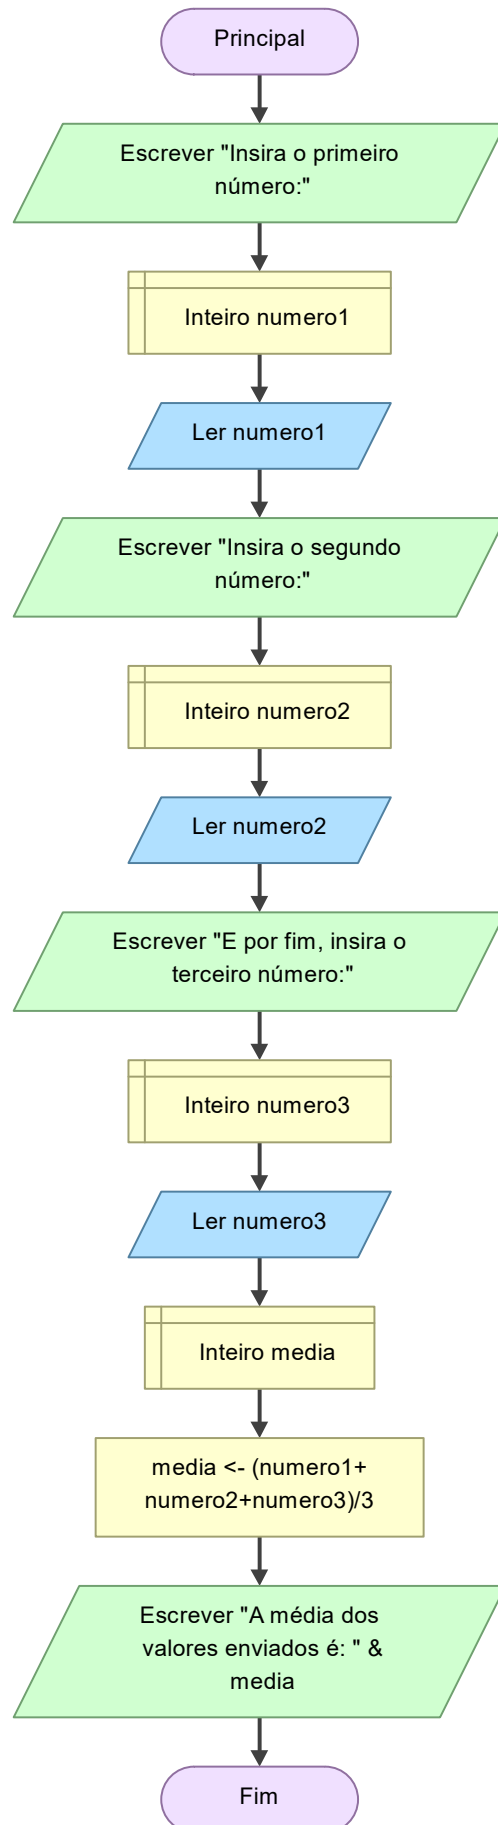 Principal
Escrever "Insira o primeiro
número:"
Inteiro numero1
Ler numero1
Escrever "Insira o segundo
número:"
Inteiro numero2
Ler numero2
Escrever "E por fim, insira o
terceiro número:"
Inteiro numero3
Ler numero3
Inteiro media
media <- (numero1+
numero2+numero3)/3
Escrever "A média dos
valores enviados é: " &
media
Fim